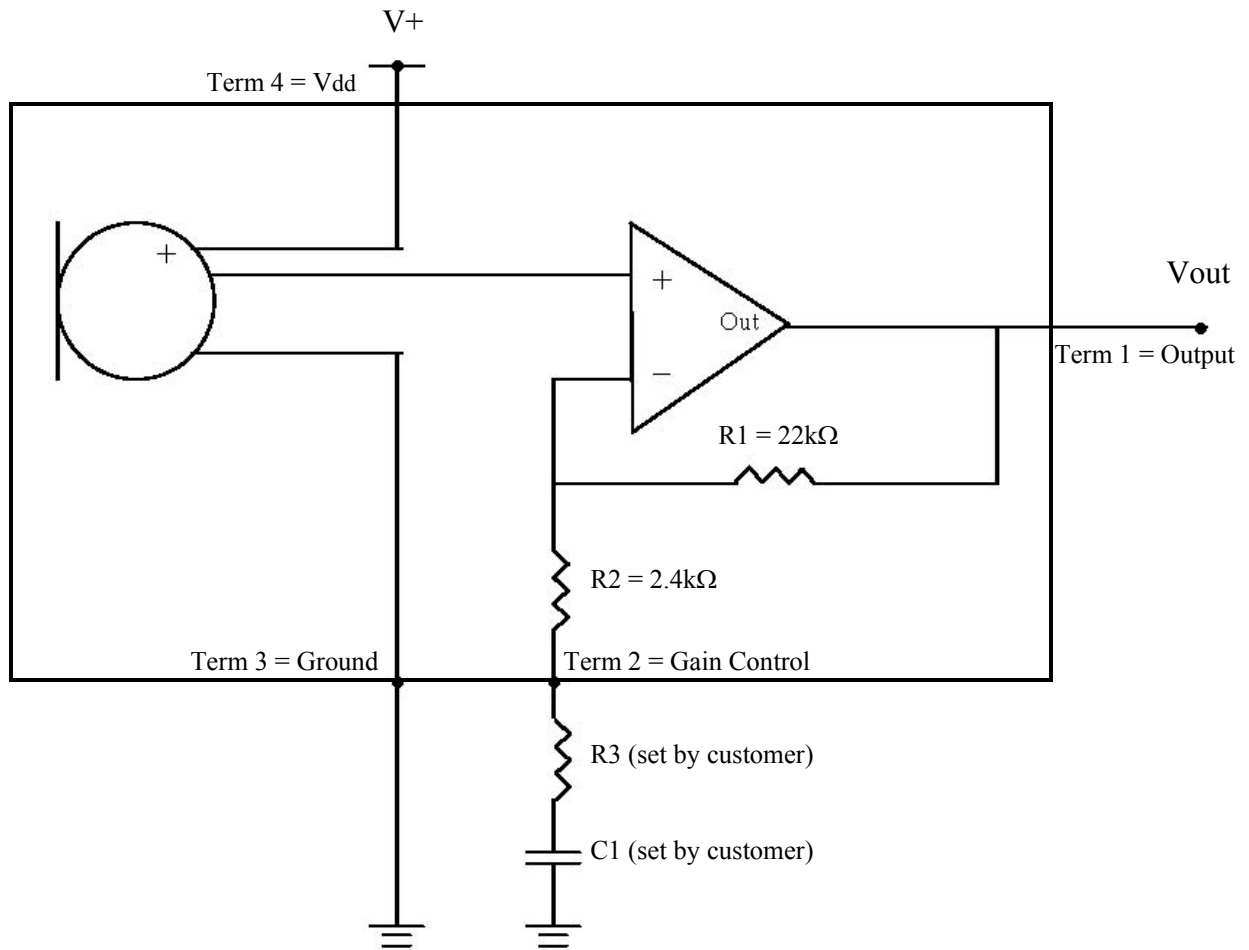 V+
Term 4 = Vdd
+
+
Out
−
Vout
Term 1 = Output
R1 = 22kΩ
R2 = 2.4kΩ
Term 3 = Ground
Term 2 = Gain Control
R3 (set by customer)
C1 (set by customer)